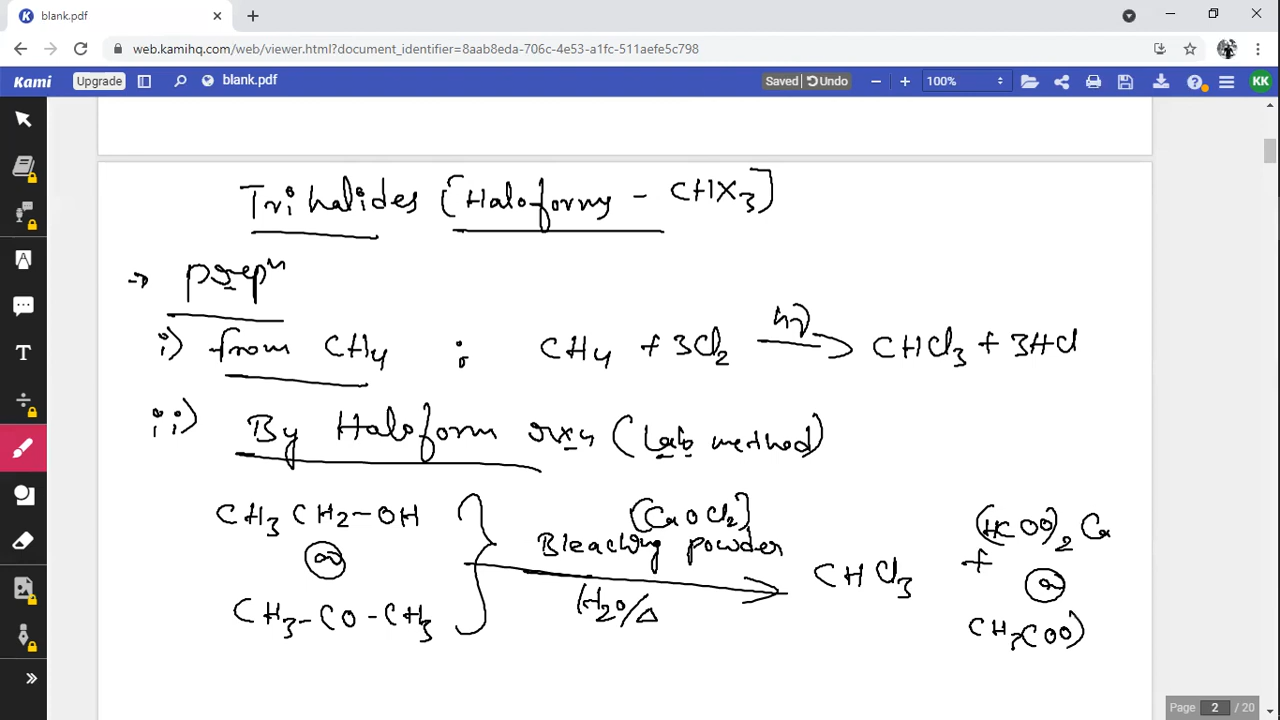 blank.pdf
web.kamihq.com/web/viewer.html?document_identifier=8aab8eda-706c-4e53-a1fc-511aefe5c798
Kami Upgrade blank.pdf Saved Undo 100% KK
Trihalides [Haloforms - CHX3]
→ prepn
i) from CH4 : CH4 + 3Cl2 hν → CHCl3 + 3HCl
ii) By Haloform rxn (Lab method)
CH3CH2-OH
(or)
CH3-CO-CH3
[CaOCl2]
Bleaching powder
H2O/Δ
CHCl3 +
(HCOO)2Ca
(or)
CH3COO)
Page 2 / 20